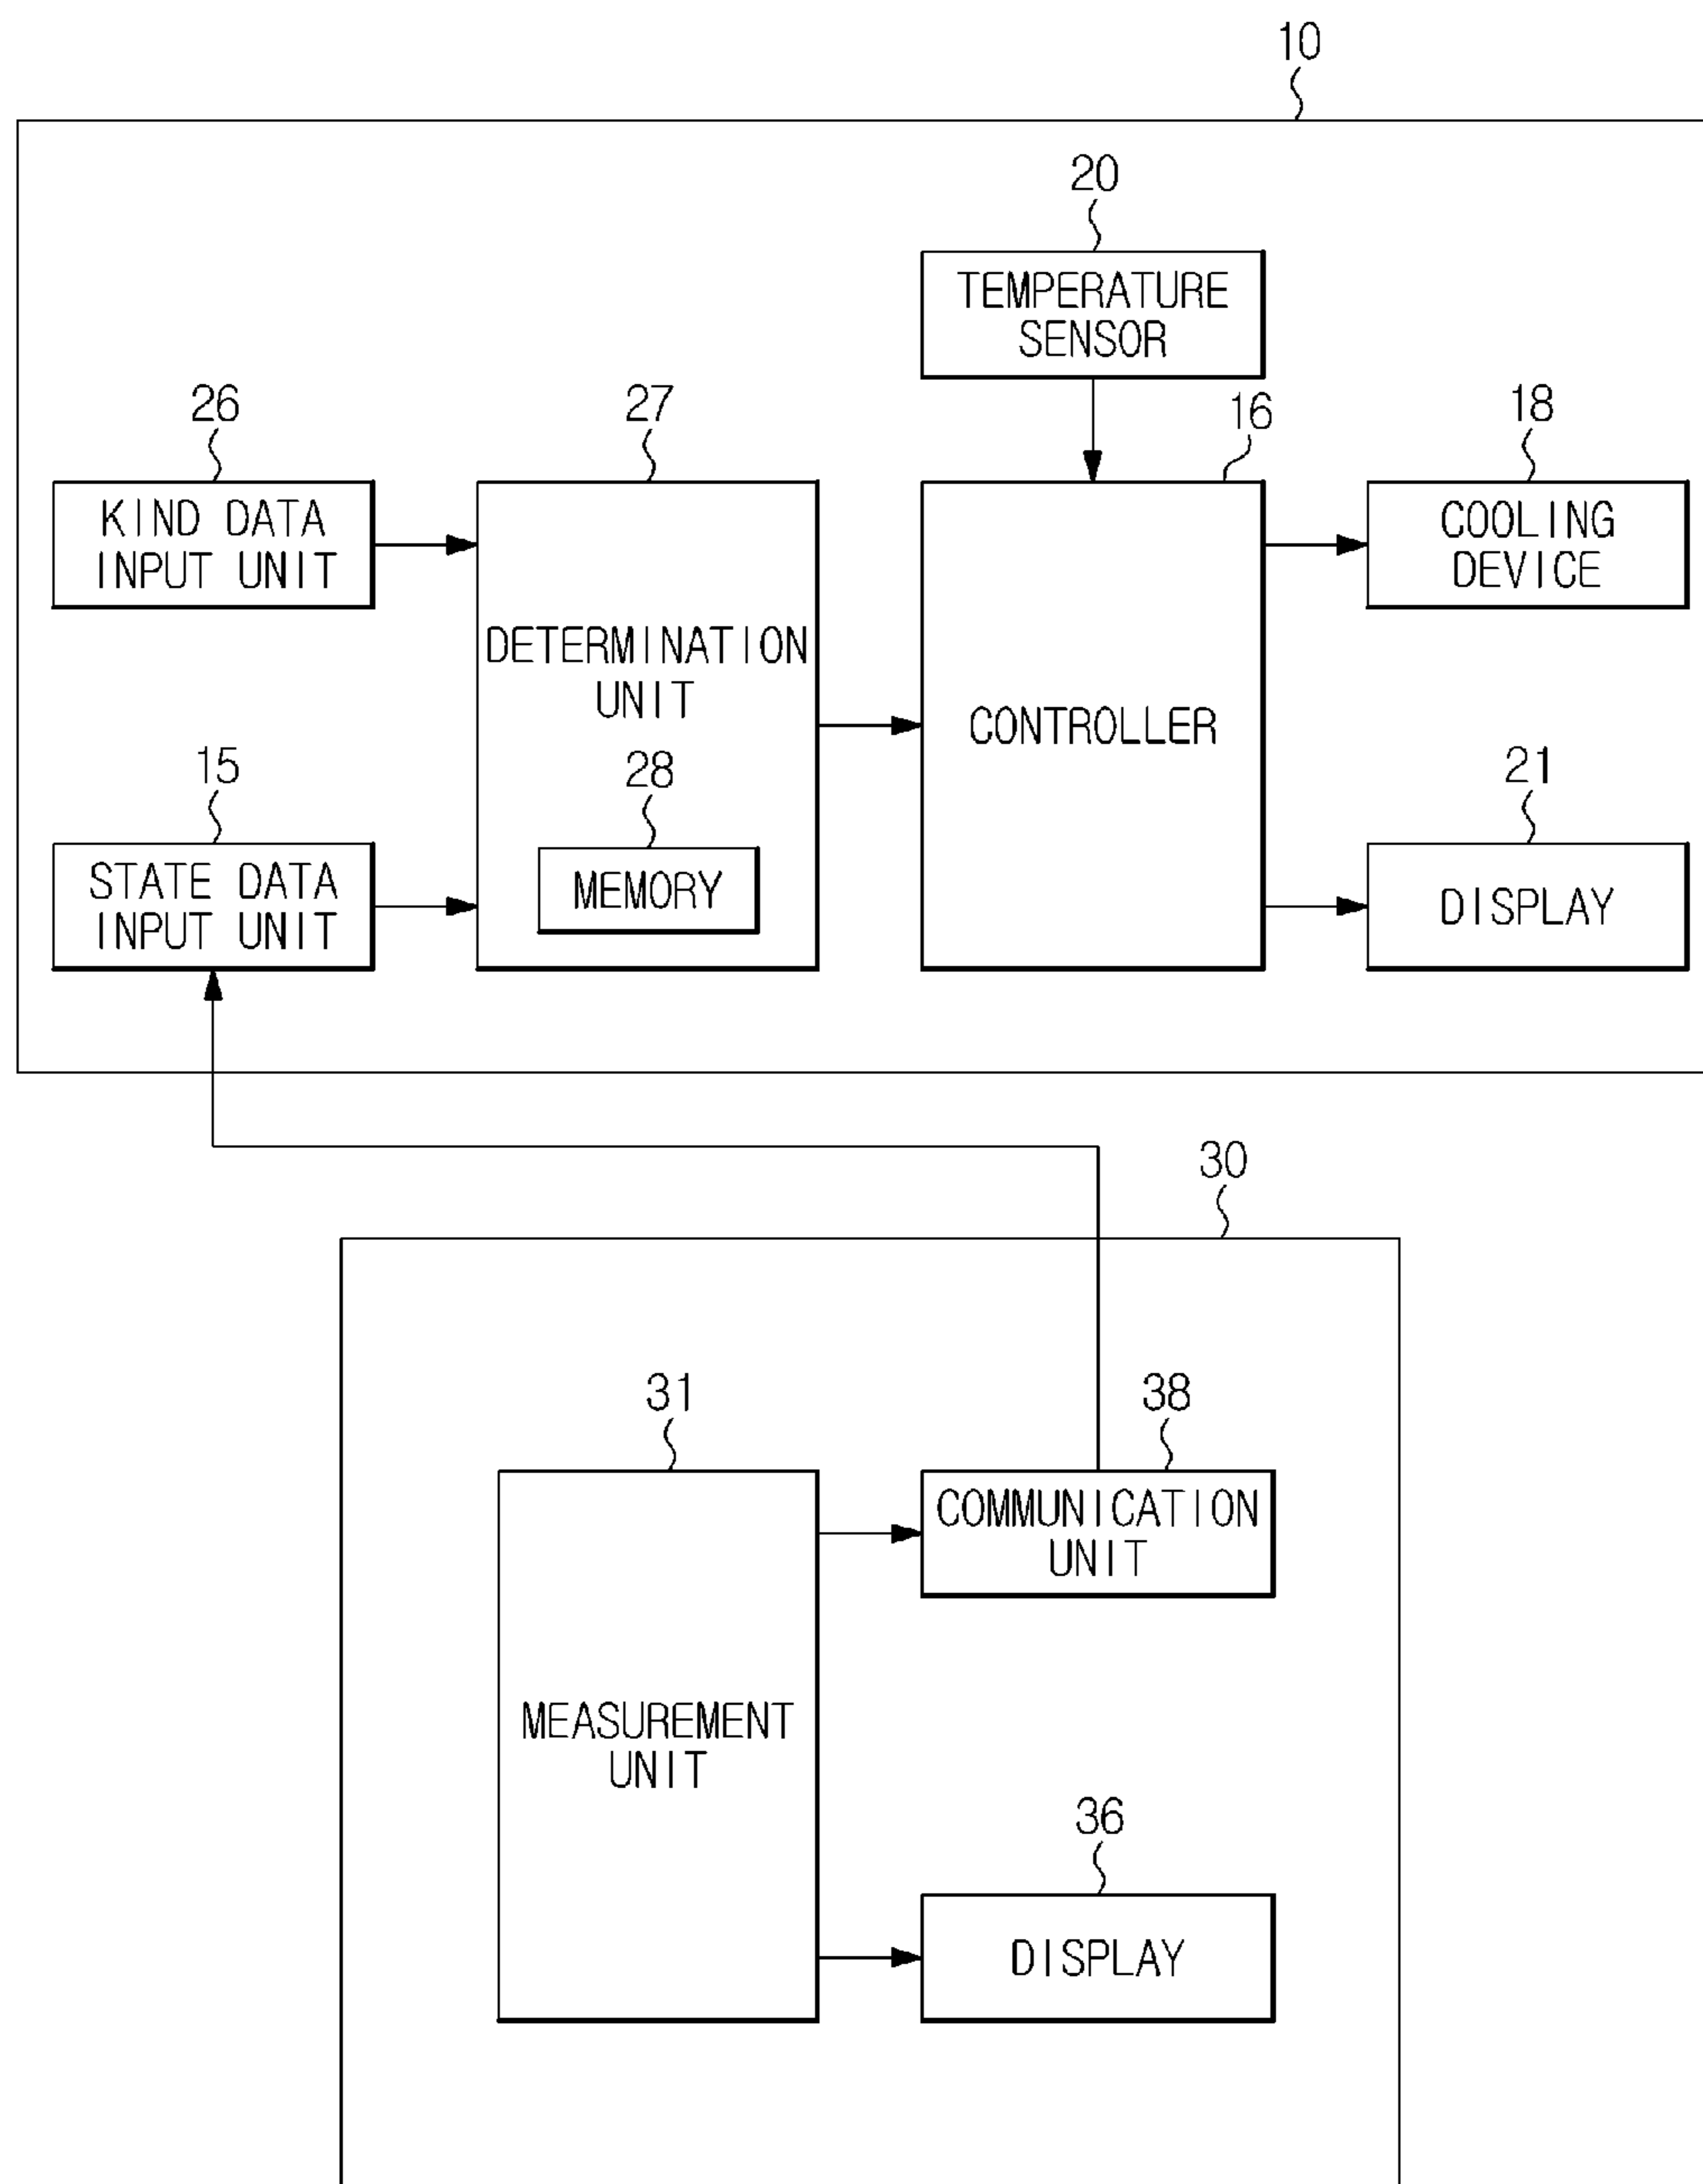 10
20
TEMPERATURE
SENSOR
26
27
16
18
KIND DATA
INPUT UNIT
COOLING
DEVICE
DETERMINATION
UNIT
CONTROLLER
15
28
21
STATE DATA
INPUT UNIT
MEMORY
DISPLAY
30
31
38
COMMUNICATION
UNIT
MEASUREMENT
UNIT
36
DISPLAY